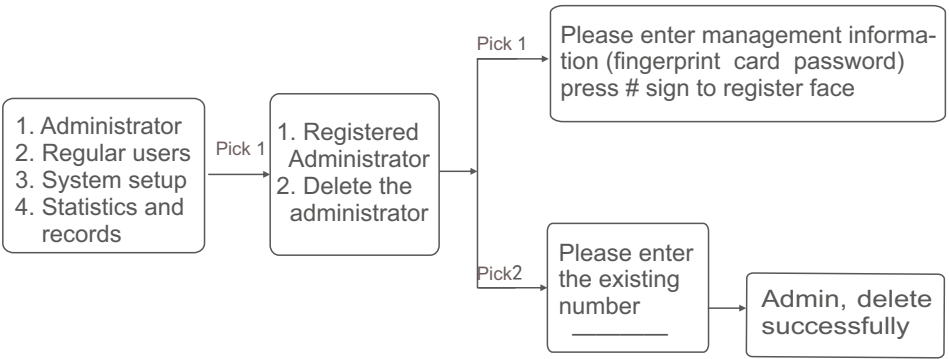 1. Administrator
2. Regular users
3. System setup
4. Statistics and
records
Pick 1
1. Registered
Administrator
2. Delete the
administrator
Pick 1
Please enter management informa-
tion (fingerprint card password)
press # sign to register face
Pick2
Please enter
the existing
number
Admin, delete
successfully